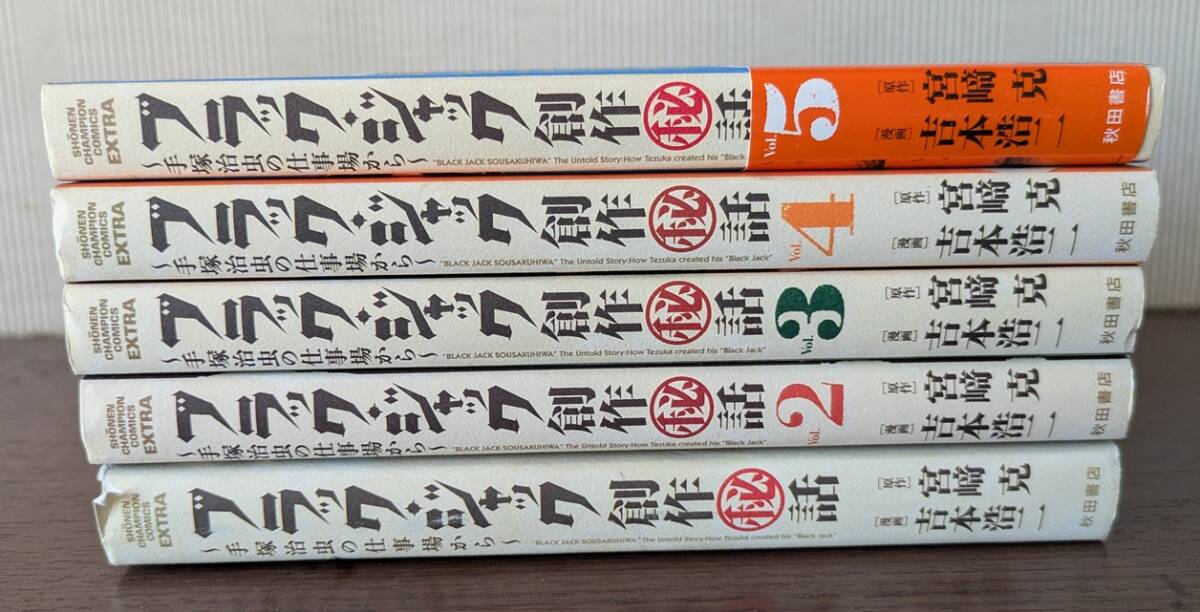 SHŌNEN
CHAMPION
COMICS
EXTRA
ブラック・ジャック創作㊙話
～手塚治虫の仕事場から～
"BLACK JACK SOUSAKUHIWA" The Untold Story:How Tezuka created his "Black
Vol.5
[原作]宮﨑 克
[漫画]吉本浩二
秋田書店
SHŌNEN
CHAMPION
COMICS
EXTRA
ブラック・ジャック創作㊙話
～手塚治虫の仕事場から～
"BLACK JACK SOUSAKUHIWA" The Untold Story:How Tezuka created his "Black Jack"
Vol.4
[原作]宮﨑 克
[漫画]吉本浩二
秋田書店
SHŌNEN
CHAMPION
COMICS
EXTRA
ブラック・ジャック創作㊙話
～手塚治虫の仕事場から～
"BLACK JACK SOUSAKUHIWA" The Untold Story:How Tezuka created his "Black Jack"
Vol.3
[原作]宮﨑 克
[漫画]吉本浩二
秋田書店
SHŌNEN
CHAMPION
COMICS
EXTRA
ブラック・ジャック創作㊙話
～手塚治虫の仕事場から～
"BLACK JACK SOUSAKUHIWA" The Untold Story:How Tezuka created his "Black Jack"
Vol.2
[原作]宮﨑 克
[漫画]吉本浩二
秋田書店
SHŌNEN
CHAMPION
COMICS
EXTRA
ブラック・ジャック創作㊙話
～手塚治虫の仕事場から～
"BLACK JACK SOUSAKUHIWA" The Untold Story:How Tezuka created his "Black Jack"
[原作]宮﨑 克
[漫画]吉本浩二
秋田書店